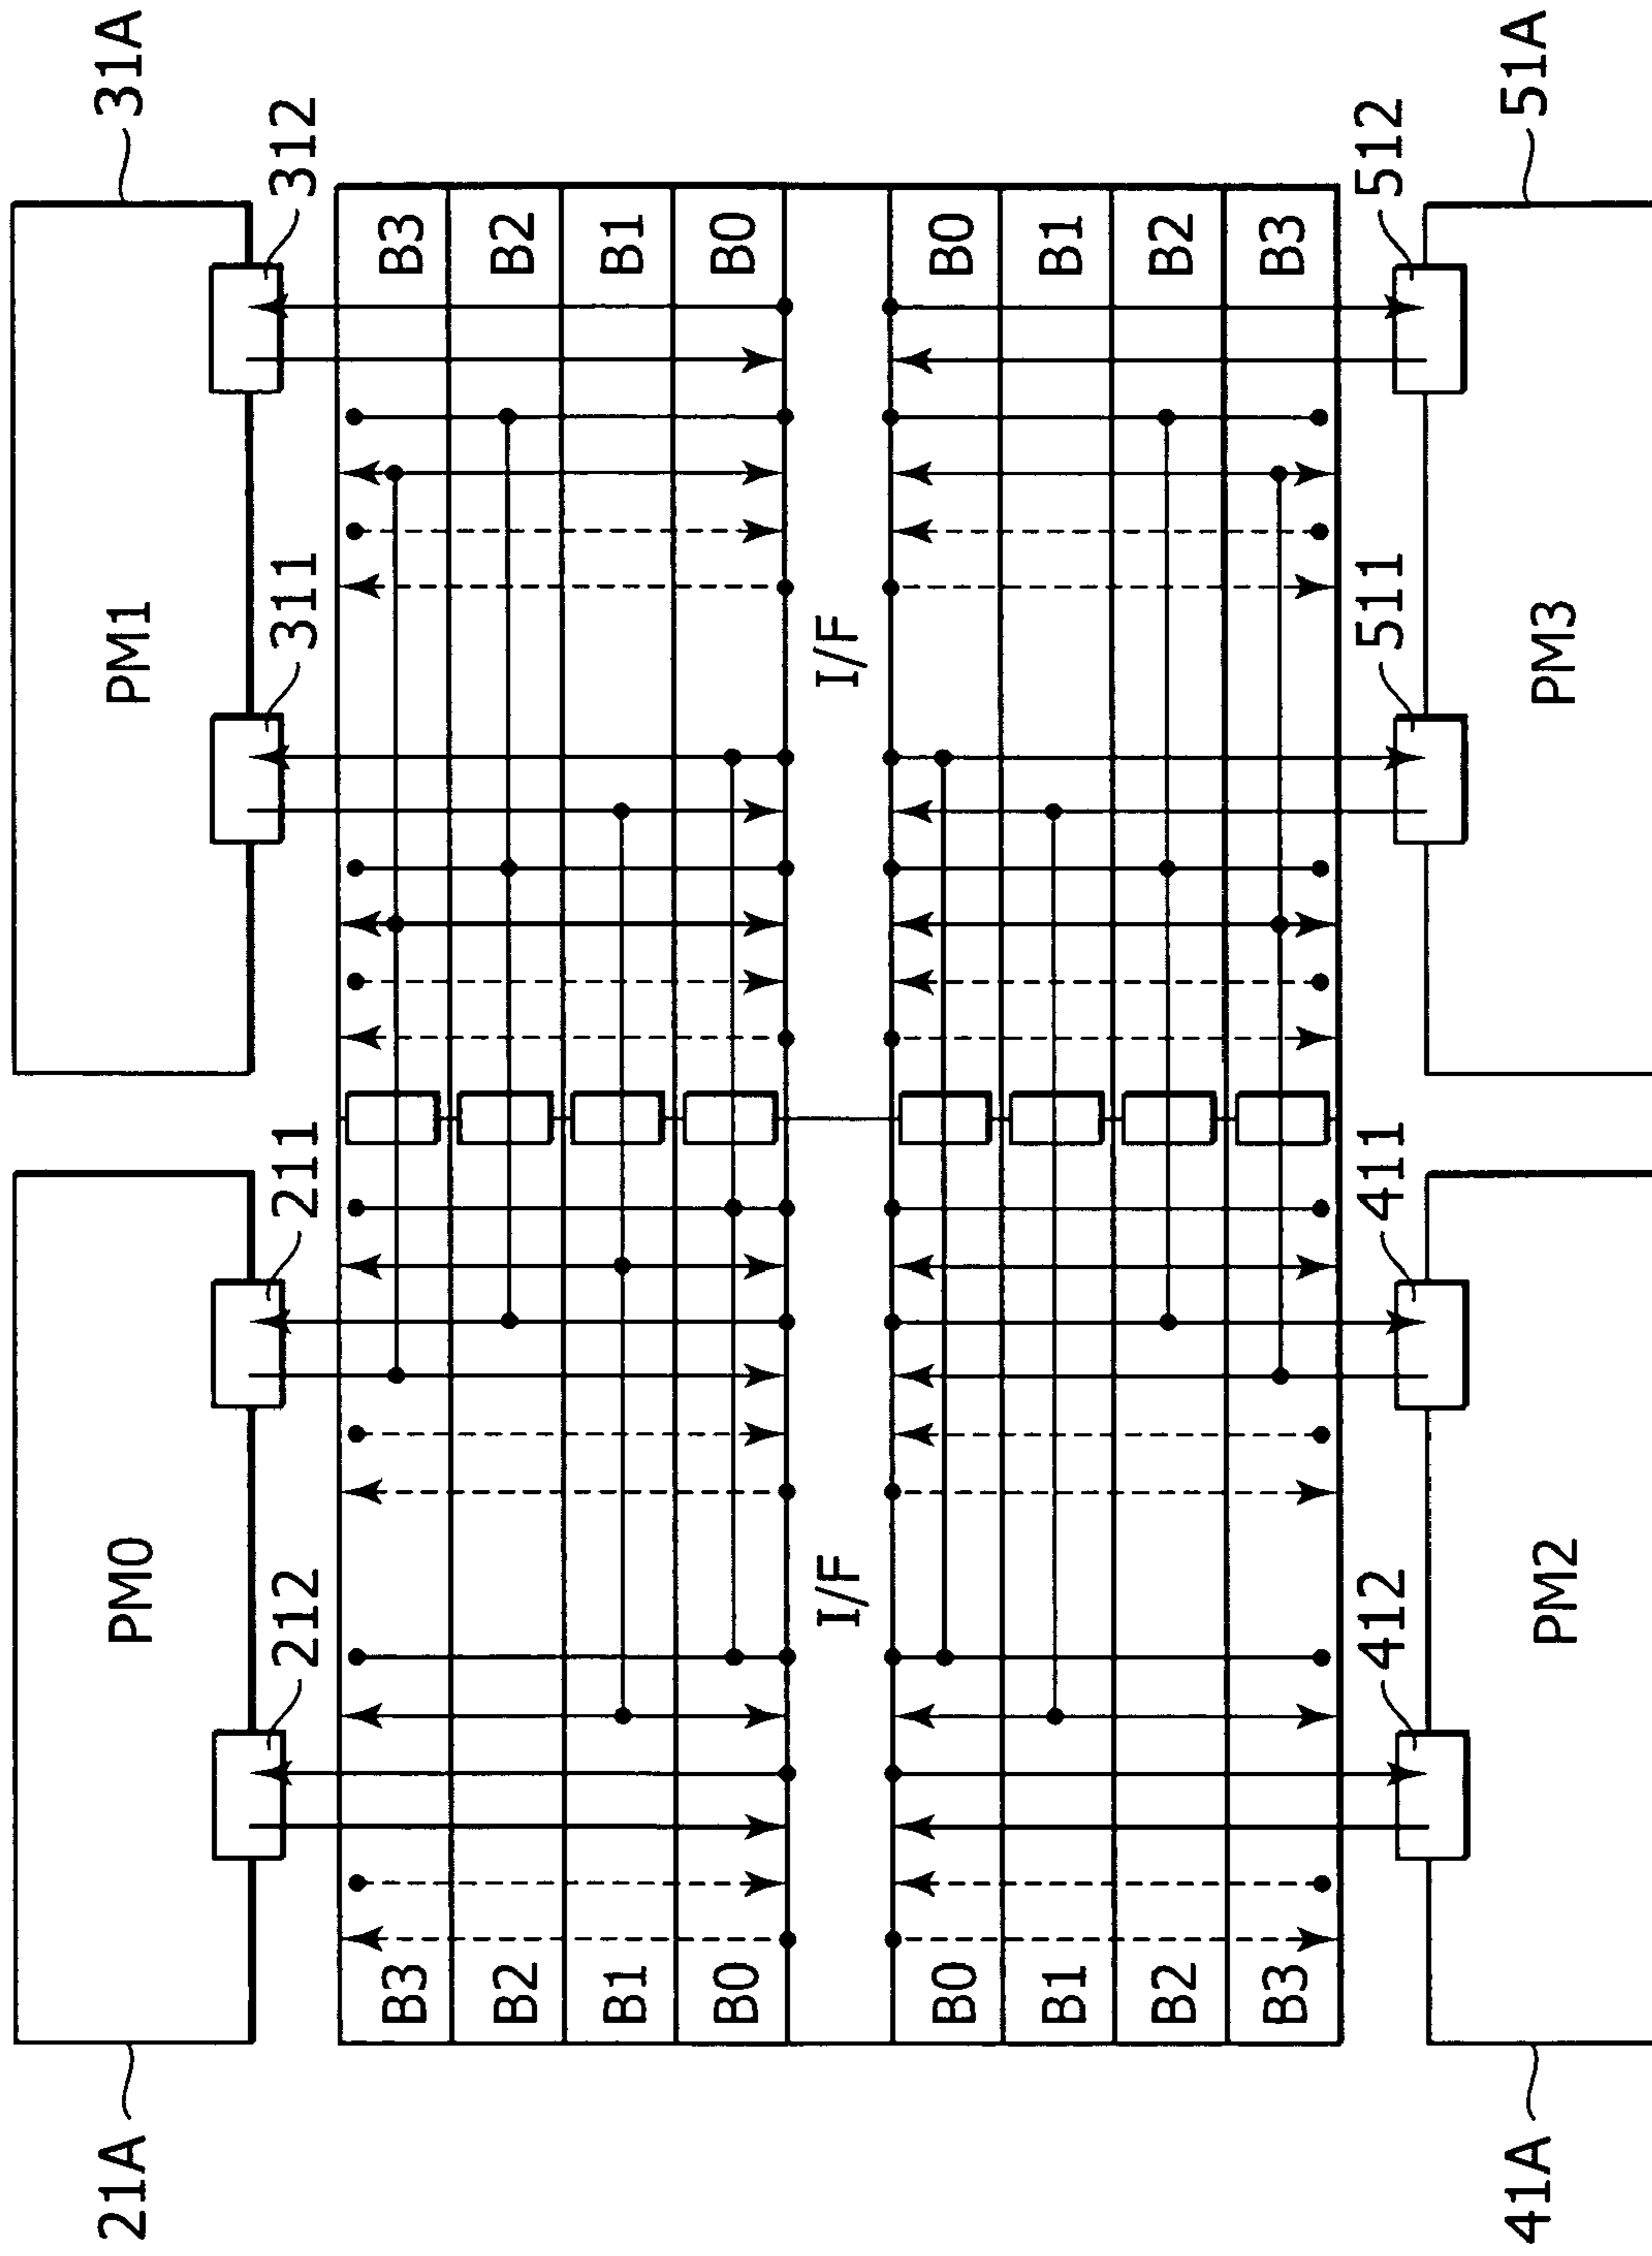 21A PM0 PM1 31A
212 211 311 312
B3 B3
B2 B2
B1 B1
B0 B0
I/F I/F
B0 B0
B1 B1
B2 B2
B3 B3
412 411 511 512
41A PM2 PM3 51A